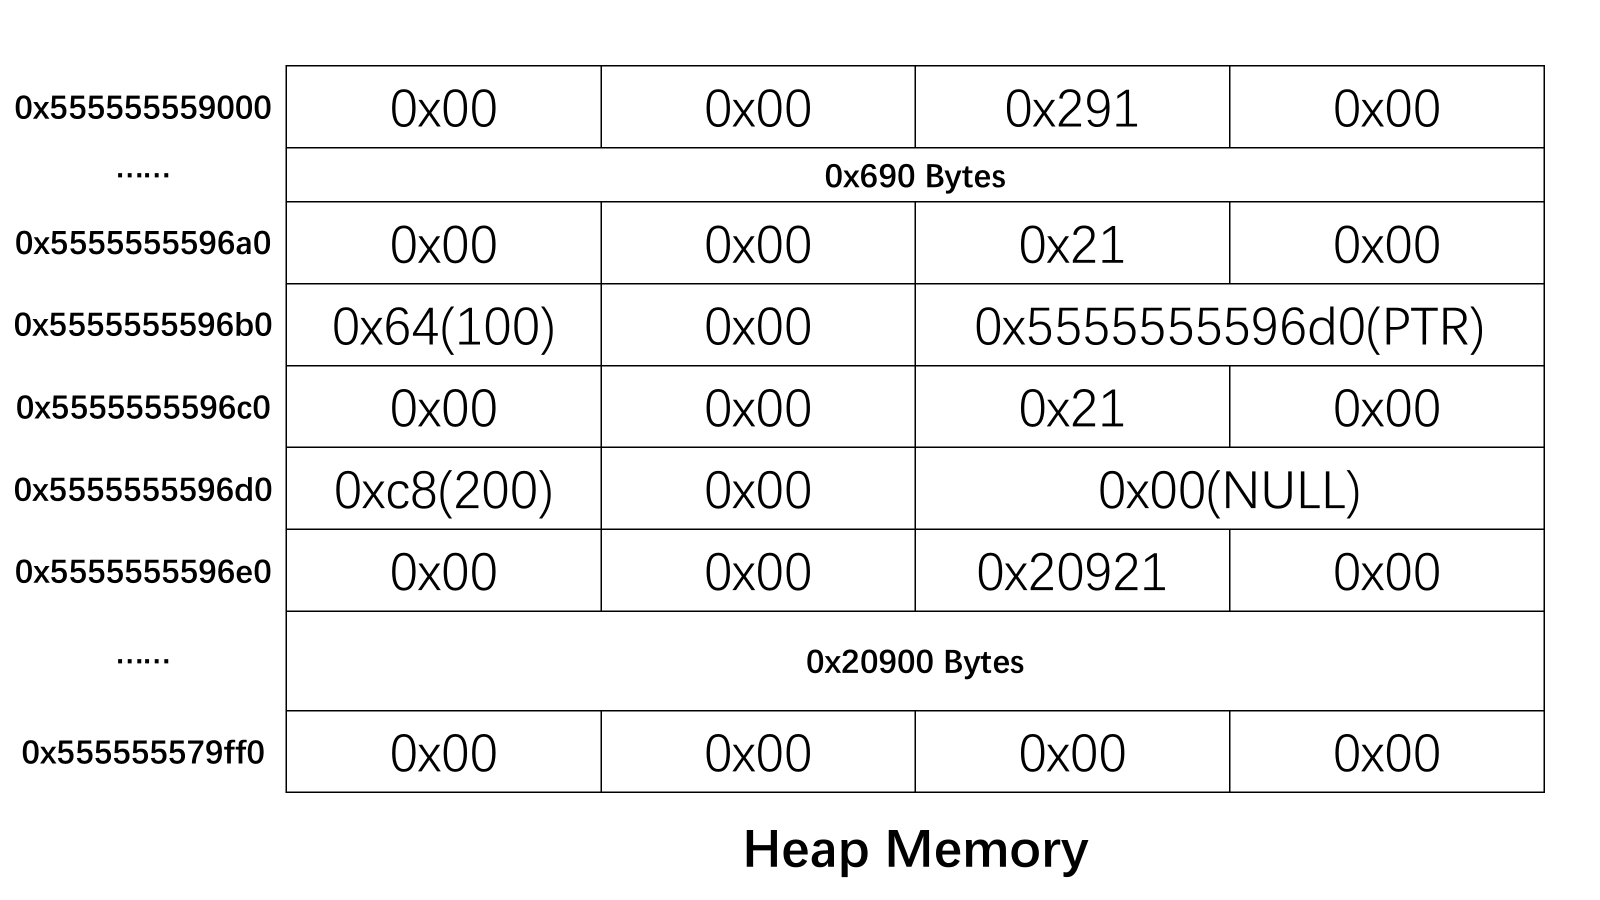 0x555555559000 0x00 0x00 0x291 0x00
...... 0x690 Bytes
0x5555555596a0 0x00 0x00 0x21 0x00
0x5555555596b0 0x64(100) 0x00 0x5555555596d0(PTR)
0x5555555596c0 0x00 0x00 0x21 0x00
0x5555555596d0 0xc8(200) 0x00 0x00(NULL)
0x5555555596e0 0x00 0x00 0x20921 0x00
...... 0x20900 Bytes
0x555555579ff0 0x00 0x00 0x00 0x00
Heap Memory